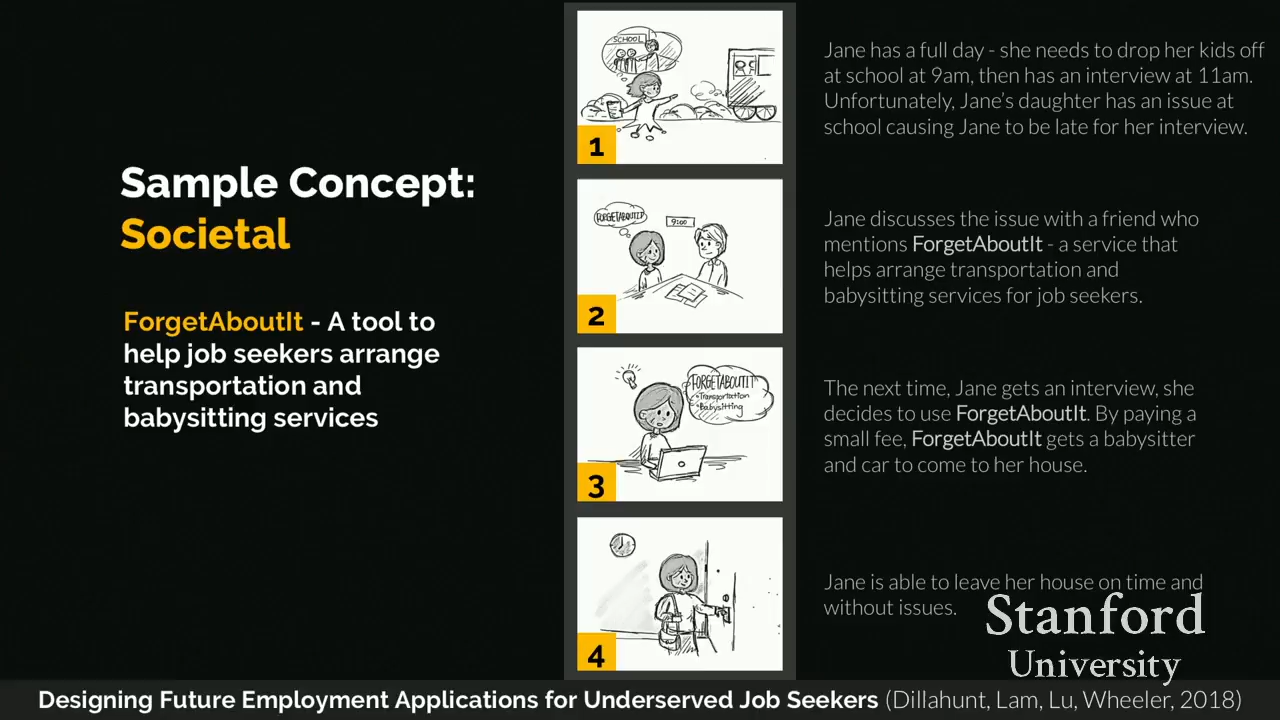 Sample Concept:
Societal
ForgetAboutIt - A tool to
help job seekers arrange
transportation and
babysitting services
SCHOOL
1
Jane has a full day - she needs to drop her kids off
at school at 9am, then has an interview at 11am.
Unfortunately, Jane's daughter has an issue at
school causing Jane to be late for her interview.
FORGETABOUTIT
9:00
2
Jane discusses the issue with a friend who
mentions ForgetAboutIt - a service that
helps arrange transportation and
babysitting services for job seekers.
FORGETABOUTIT
•Transportation
•Babysitting
3
The next time, Jane gets an interview, she
decides to use ForgetAboutIt. By paying a
small fee, ForgetAboutIt gets a babysitter
and car to come to her house.
4
Jane is able to leave her house on time and
without issues.
Stanford
University
Designing Future Employment Applications for Underserved Job Seekers (Dillahunt, Lam, Lu, Wheeler, 2018)